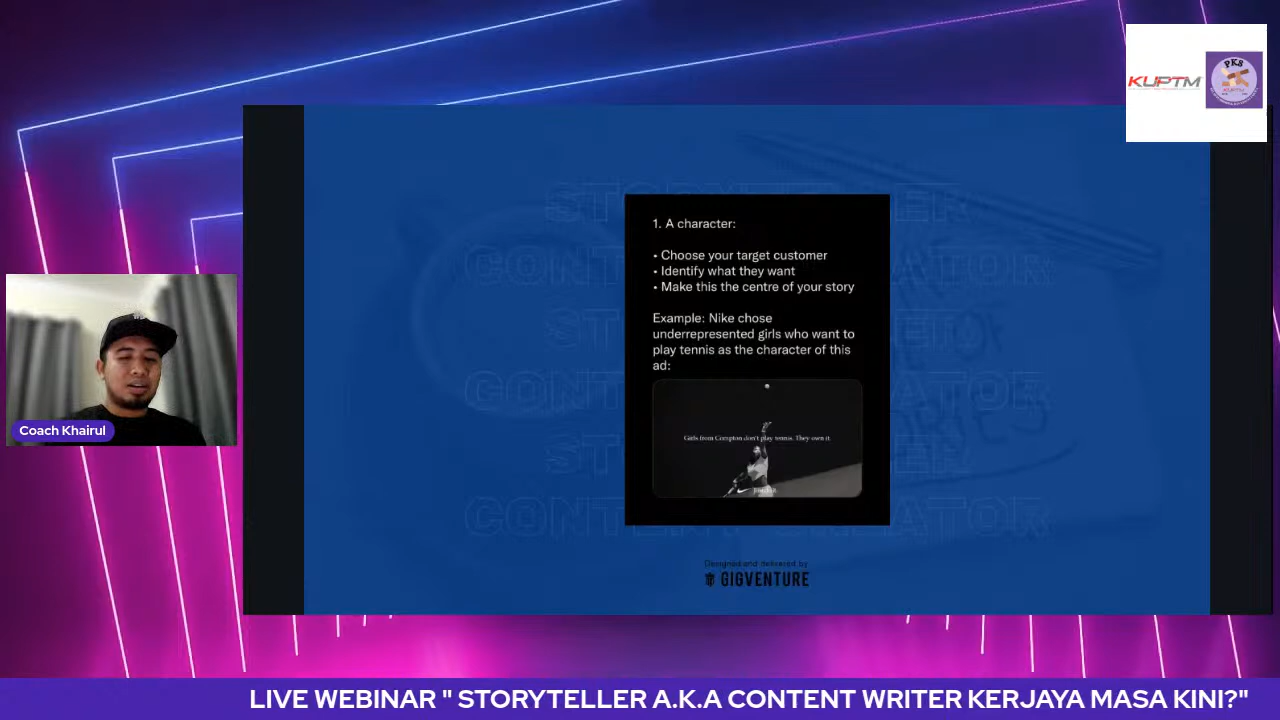 KUPTM
PKS
STORYTELLER
CONTENT CREATOR
1. A character:
• Choose your target customer
• Identify what they want
• Make this the centre of your story
Example: Nike chose
underrepresented girls who want to
play tennis as the character of this
ad:
Girls from Compton don't play tennis. They own it.
Coach Khairul
Designed and delivered by
GIGVENTURE
LIVE WEBINAR " STORYTELLER A.K.A CONTENT WRITER KERJAYA MASA KINI?"